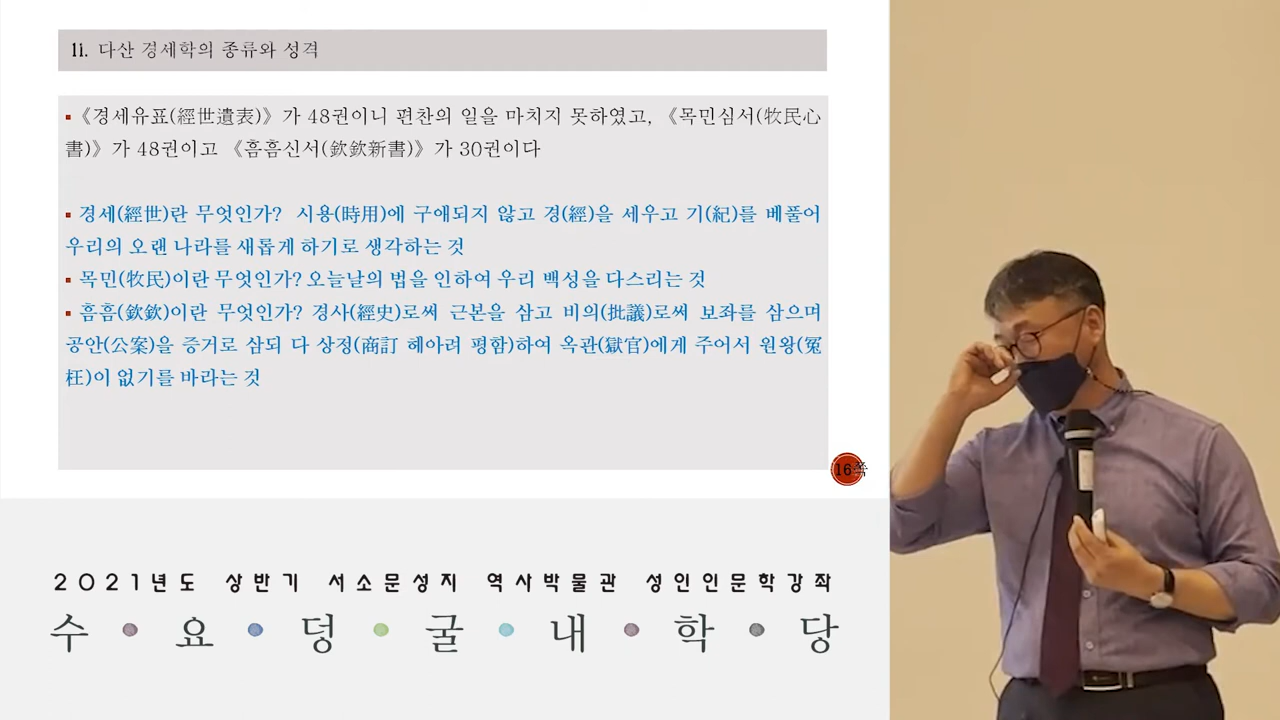 1i. 다산 경세학의 종류와 성격
▪《경세유표(經世遺表)》가 48권이니 편찬의 일을 마치지 못하였고, 《목민심서(牧民心
書)》가 48권이고 《흠흠신서(欽欽新書)》가 30권이다
▪ 경세(經世)란 무엇인가? 시용(時用)에 구애되지 않고 경(經)을 세우고 기(紀)를 베풀어
우리의 오랜 나라를 새롭게 하기로 생각하는 것
▪ 목민(牧民)이란 무엇인가? 오늘날의 법을 인하여 우리 백성을 다스리는 것
▪ 흠흠(欽欽)이란 무엇인가? 경사(經史)로써 근본을 삼고 비의(批議)로써 보좌를 삼으며
공안(公案)을 증거로 삼되 다 상정(商訂 헤아려 평함)하여 옥관(獄官)에게 주어서 원왕(冤
枉)이 없기를 바라는 것
16쪽
2021년도 상반기 서소문성지 역사박물관 성인인문학강좌
수•요•덩•굴•내•학•당